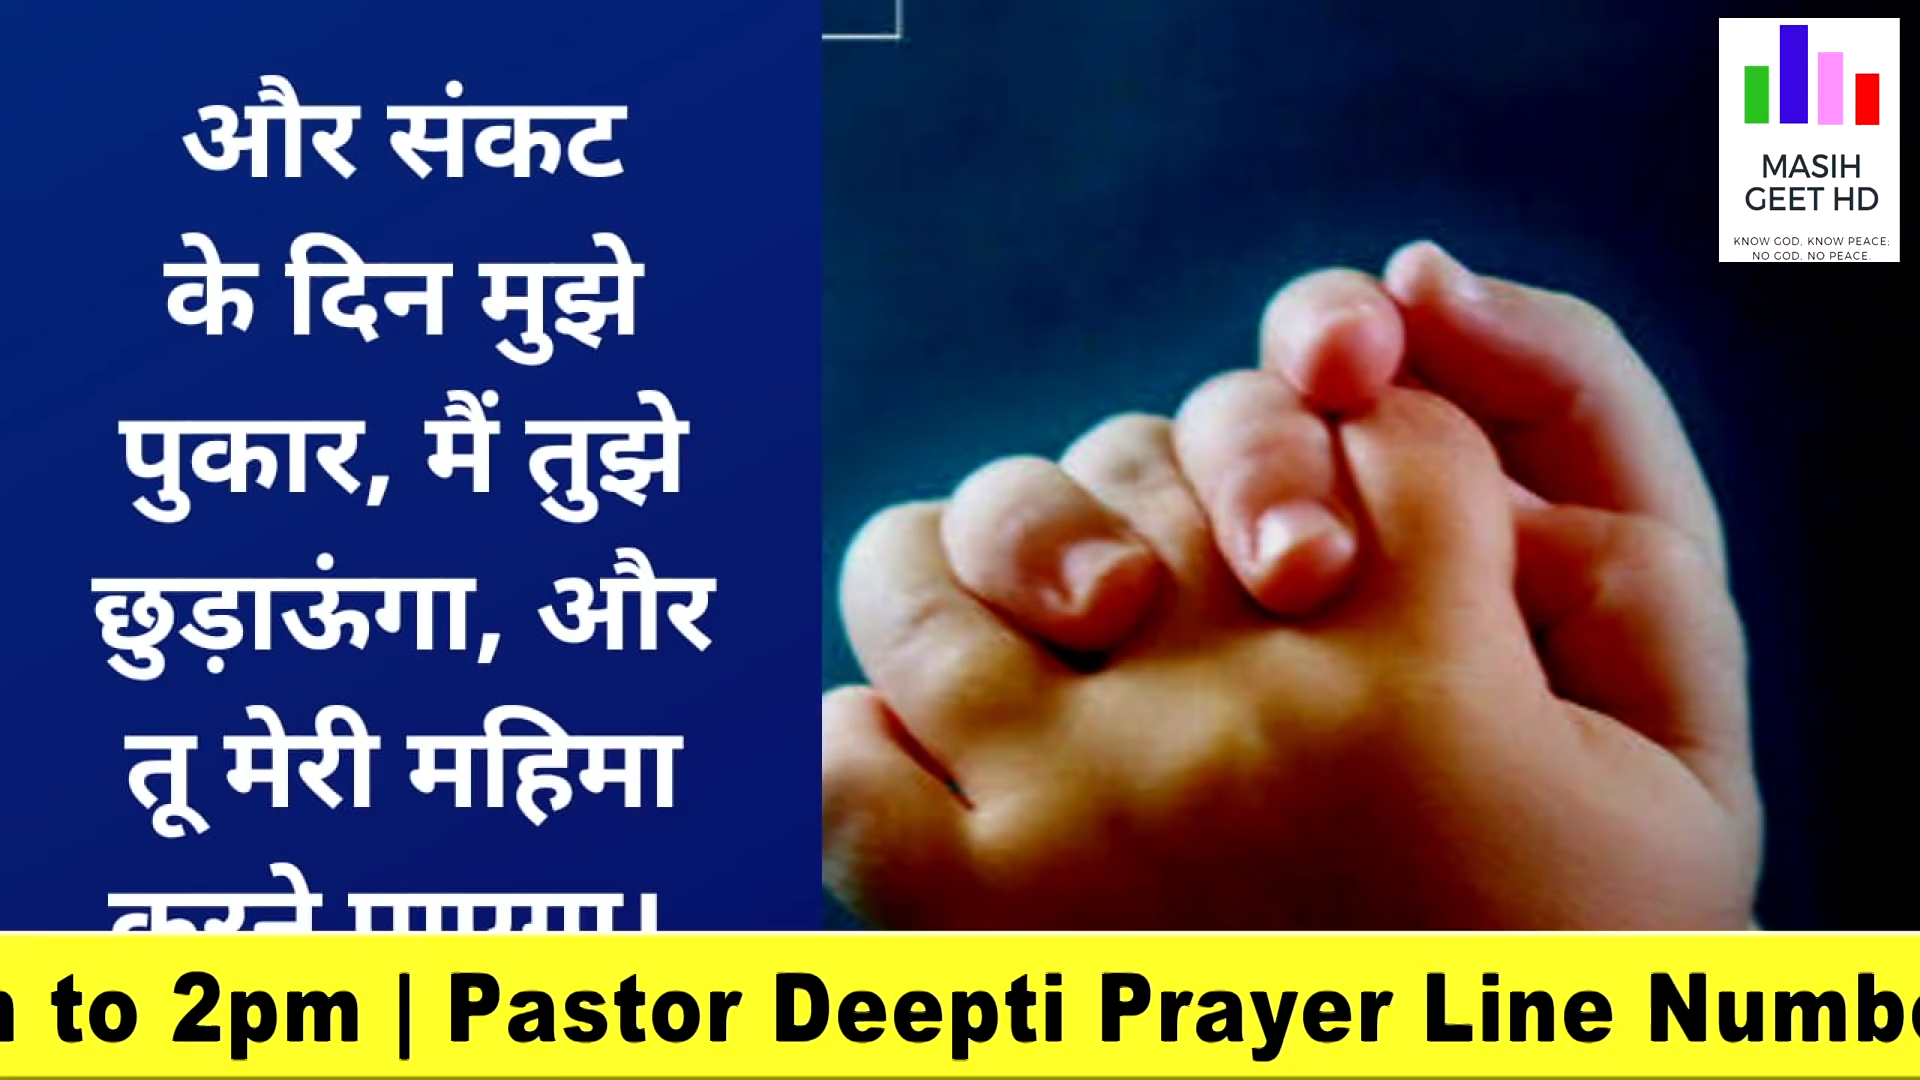 और संकट
के दिन मुझे
पुकार, मैं तुझे
छुड़ाऊंगा, और
तू मेरी महिमा
MASIH
GEET HD
KNOW GOD, KNOW PEACE;
NO GOD, NO PEACE.
to 2pm | Pastor Deepti Prayer Line